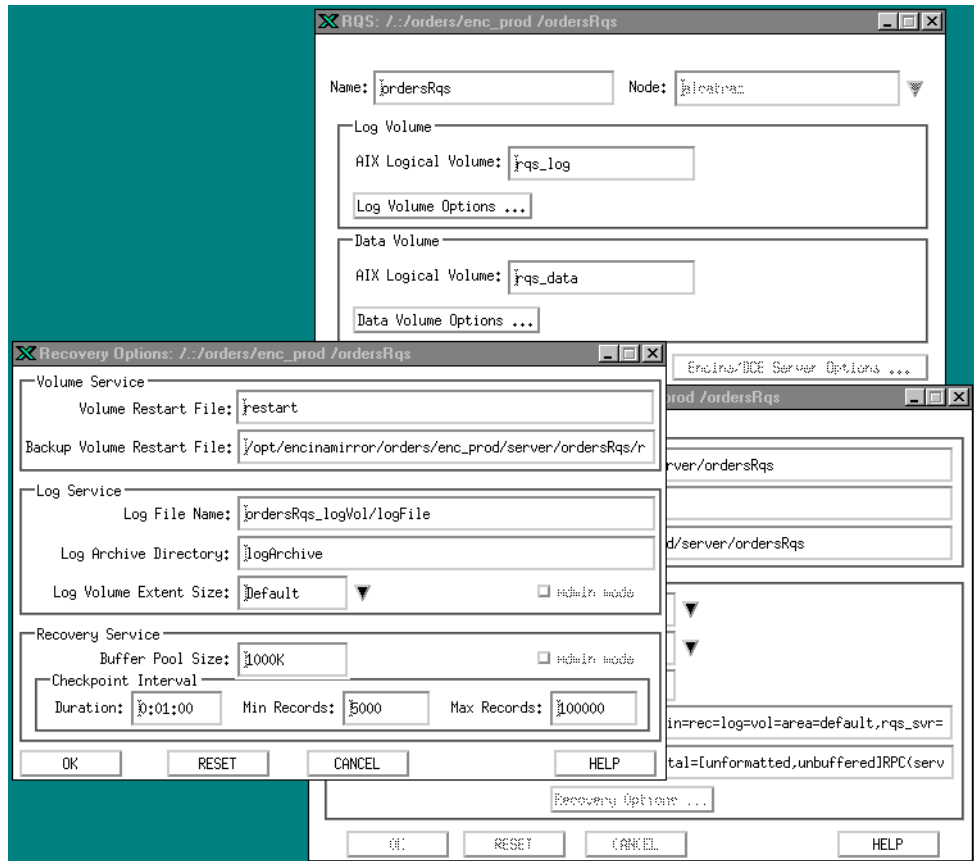 RQS: /.:/orders/enc_prod /ordersRqs
Name: ordersRqs Node: alcatraz
Log Volume
AIX Logical Volume: rqs_log
Log Volume Options ...
Data Volume
AIX Logical Volume: rqs_data
Data Volume Options ...
Encina/DCE Server Options ...
Recovery Options: /.:/orders/enc_prod /ordersRqs
Volume Service
Volume Restart File: restart
Backup Volume Restart File: /opt/encinamirror/orders/enc_prod/server/ordersRqs/r
Log Service
Log File Name: ordersRqs_logVol/logFile
Log Archive Directory: logArchive
Log Volume Extent Size: Default Admin mode
Recovery Service
Buffer Pool Size: 1000K Admin mode
Checkpoint Interval
Duration: 0:01:00 Min Records: 5000 Max Records: 100000
OK RESET CANCEL HELP
prod /ordersRqs
rver/ordersRqs
d/server/ordersRqs
in=rec=log=vol=area=default,rqs_svr=
tal=[unformatted,unbuffered]RPC(serv
Recovery Options ...
OK RESET CANCEL HELP